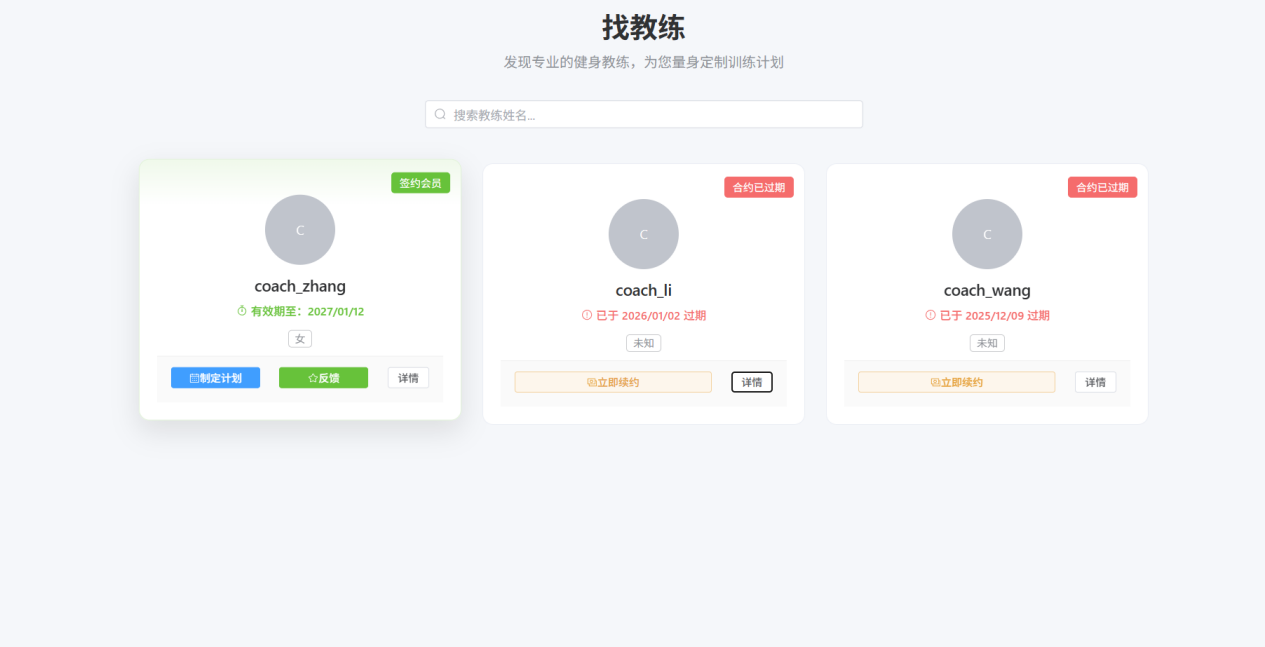 找教练
发现专业的健身教练，为您量身定制训练计划
搜索教练姓名...
签约会员
C
coach_zhang
有效期至：2027/01/12
女
制定计划 反馈 详情
合约已过期
C
coach_li
已于 2026/01/02 过期
未知
立即续约 详情
合约已过期
C
coach_wang
已于 2025/12/09 过期
未知
立即续约 详情